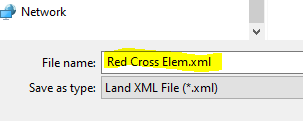 Network
File name: Red Cross Elem.xml
Save as type: Land XML File (*.xml)